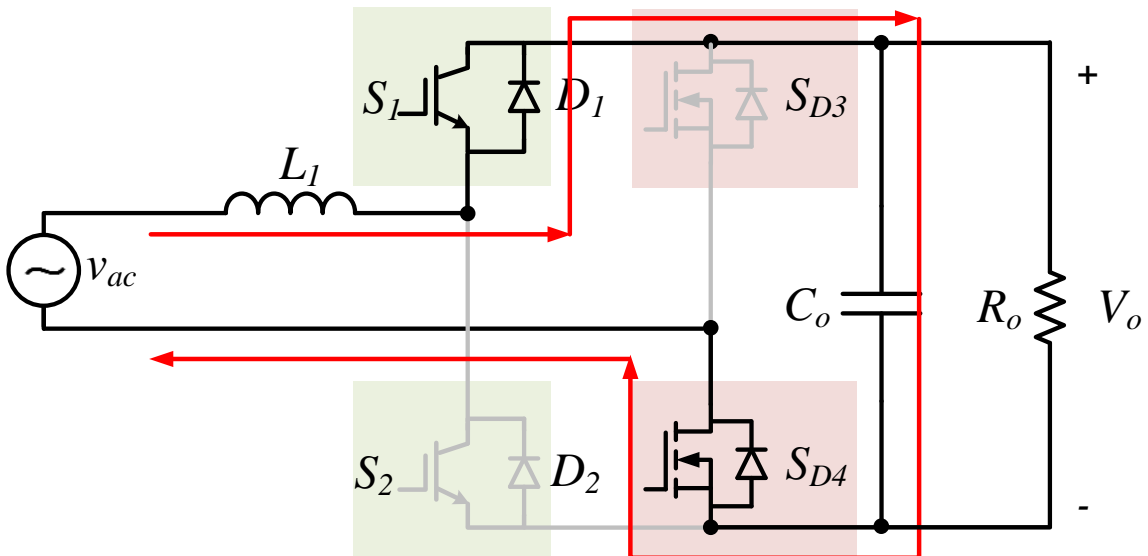 S1
D1
SD3
+
L1
vac
Co
Ro
Vo
S2
D2
SD4
-